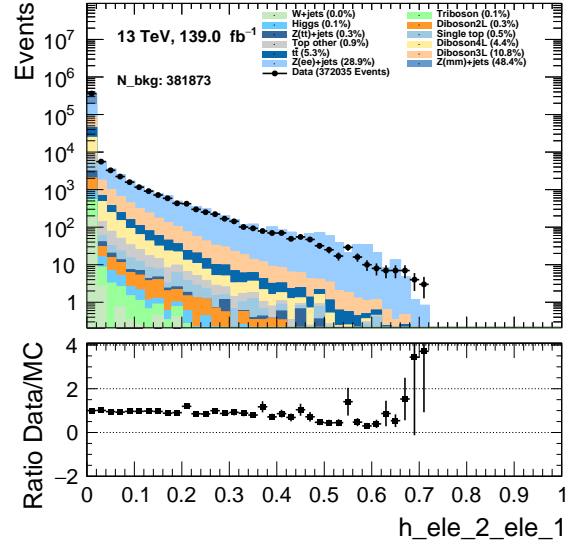 Events
13 TeV, 139.0 fb⁻¹
N_bkg: 381873
W+jets (0.0%)
Higgs (0.1%)
Z(tt)+jets (0.3%)
Top other (0.9%)
tt̄ (5.3%)
Z(ee)+jets (28.9%)
Data (372035 Events)
Triboson (0.1%)
Diboson2L (0.3%)
Single top (0.5%)
Diboson4L (4.4%)
Diboson3L (10.8%)
Z(mm)+jets (48.4%)
10⁷
10⁶
10⁵
10⁴
10³
10²
10
1
Ratio Data/MC
4
2
0
−2
0 0.1 0.2 0.3 0.4 0.5 0.6 0.7 0.8 0.9 1
h_ele_2_ele_1